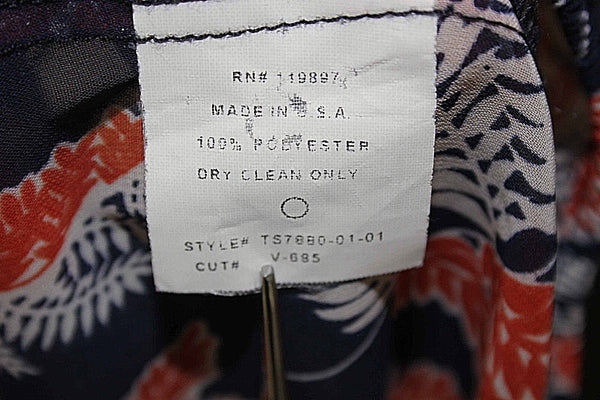 RN# 119897
MADE IN U.S.A.
100% POLYESTER
DRY CLEAN ONLY
STYLE# TS7880-01-01
CUT# V-685